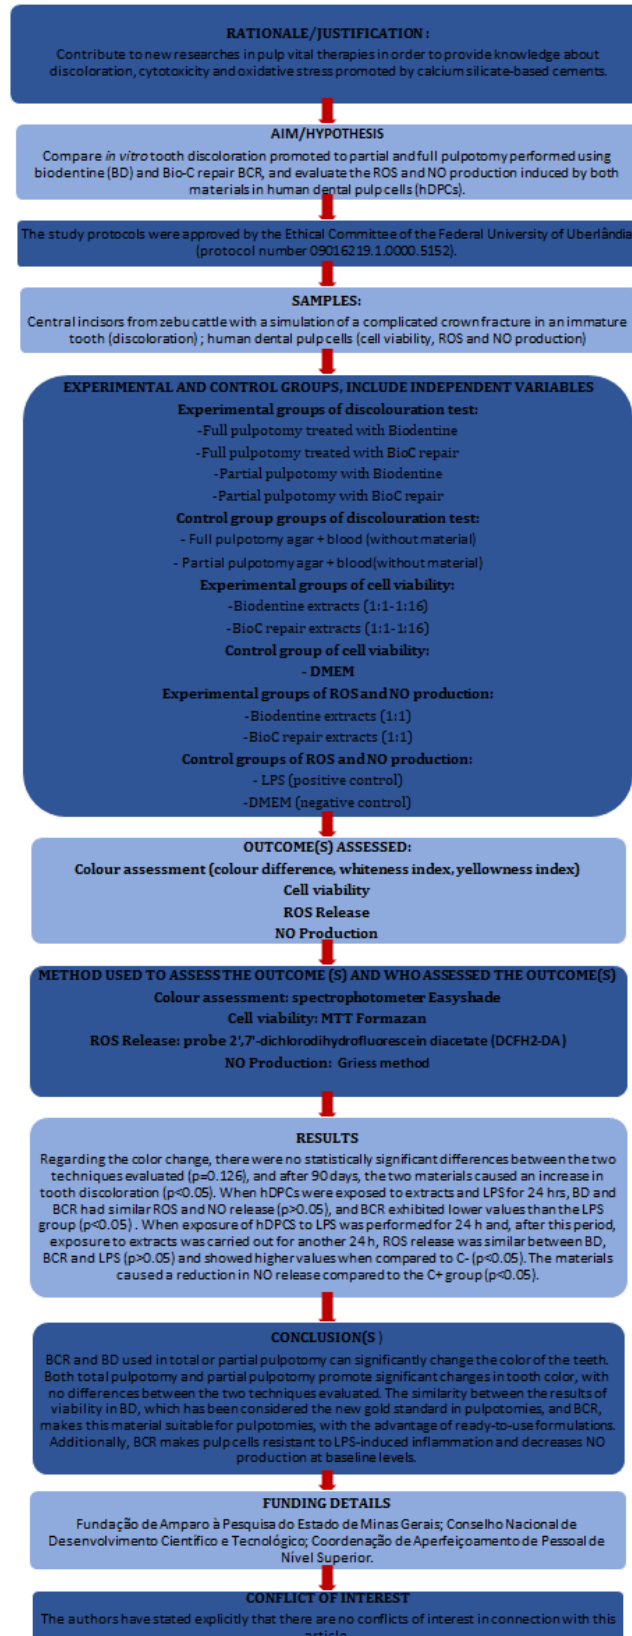 RATIONALE/JUSTIFICATION :
Contribute to new researches in pulp vital therapies in order to provide knowledge about
discoloration, cytotoxicity and oxidative stress promoted by calcium silicate-based cements.
AIM/HYPOTHESIS
Compare in vitro tooth discoloration promoted to partial and full pulpotomy performed using
biodentine (BD) and Bio-C repair BCR, and evaluate the ROS and NO production induced by both
materials in human dental pulp cells (hDPCs).
The study protocols were approved by the Ethical Committee of the Federal University of Uberlândia
(protocol number 09016219.1.0000.5152).
SAMPLES:
Central incisors from zebu cattle with a simulation of a complicated crown fracture in an immature
tooth (discoloration) ; human dental pulp cells (cell viability, ROS and NO production)
EXPERIMENTAL AND CONTROL GROUPS, INCLUDE INDEPENDENT VARIABLES
Experimental groups of discolouration test:
-Full pulpotomy treated with Biodentine
-Full pulpotomy treated with BioC repair
-Partial pulpotomy with Biodentine
-Partial pulpotomy with BioC repair
Control group groups of discolouration test:
- Full pulpotomy agar + blood (without material)
- Partial pulpotomy agar + blood(without material)
Experimental groups of cell viability:
-Biodentine extracts (1:1-1:16)
-BioC repair extracts (1:1-1:16)
Control group of cell viability:
- DMEM
Experimental groups of ROS and NO production:
-Biodentine extracts (1:1)
-BioC repair extracts (1:1)
Control groups of ROS and NO production:
- LPS (positive control)
-DMEM (negative control)
OUTCOME(S) ASSESSED:
Colour assessment (colour difference, whiteness index, yellowness index)
Cell viability
ROS Release
NO Production
METHOD USED TO ASSESS THE OUTCOME (S) AND WHO ASSESSED THE OUTCOME(S)
Colour assessment: spectrophotometer Easyshade
Cell viability: MTT Formazan
ROS Release: probe 2',7'-dichlorodihydrofluorescein diacetate (DCFH2-DA)
NO Production: Griess method
RESULTS
Regarding the color change, there were no statistically significant differences between the two
techniques evaluated (p=0.126), and after 90 days, the two materials caused an increase in
tooth discoloration (p<0.05). When hDPCs were exposed to extracts and LPS for 24 hrs, BD and
BCR had similar ROS and NO release (p>0.05), and BCR exhibited lower values than the LPS
group (p<0.05) . When exposure of hDPCS to LPS was performed for 24 h and, after this period,
exposure to extracts was carried out for another 24 h, ROS release was similar between BD,
BCR and LPS (p>0.05) and showed higher values when compared to C- (p<0.05). The materials
caused a reduction in NO release compared to the C+ group (p<0.05).
CONCLUSION(S )
BCR and BD used in total or partial pulpotomy can significantly change the color of the teeth.
Both total pulpotomy and partial pulpotomy promote significant changes in tooth color, with
no differences between the two techniques evaluated. The similarity between the results of
viability in BD, which has been considered the new gold standard in pulpotomies, and BCR,
makes this material suitable for pulpotomies, with the advantage of ready-to-use formulations.
Additionally, BCR makes pulp cells resistant to LPS-induced inflammation and decreases NO
production at baseline levels.
FUNDING DETAILS
Fundação de Amparo à Pesquisa do Estado de Minas Gerais; Conselho Nacional de
Desenvolvimento Científico e Tecnológico; Coordenação de Aperfeiçoamento de Pessoal de
Nível Superior.
CONFLICT OF INTEREST
The authors have stated explicitly that there are no conflicts of interest in connection with this
article